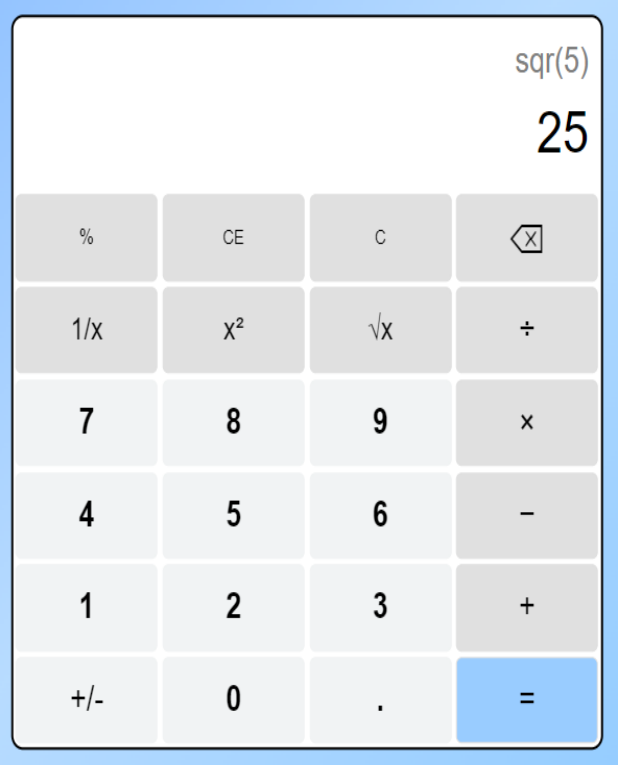 sqr(5)
25
% CE C
1/x x² √x ÷
7 8 9 ×
4 5 6 −
1 2 3 +
+/- 0 . =